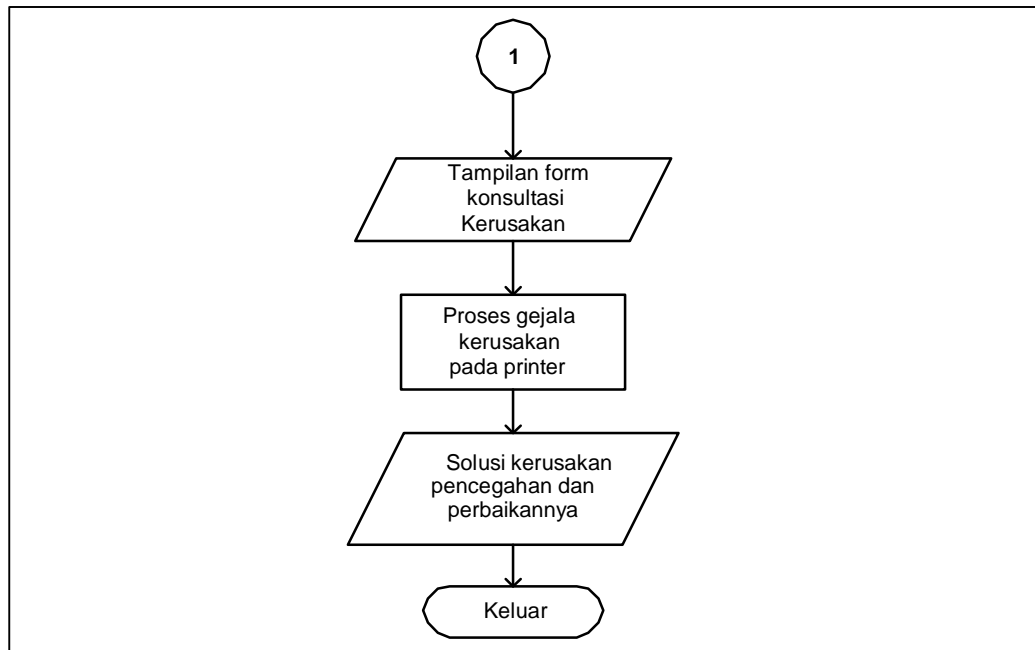 1
Tampilan form
konsultasi
Kerusakan
Proses gejala
kerusakan
pada printer
Solusi kerusakan
pencegahan dan
perbaikannya
Keluar